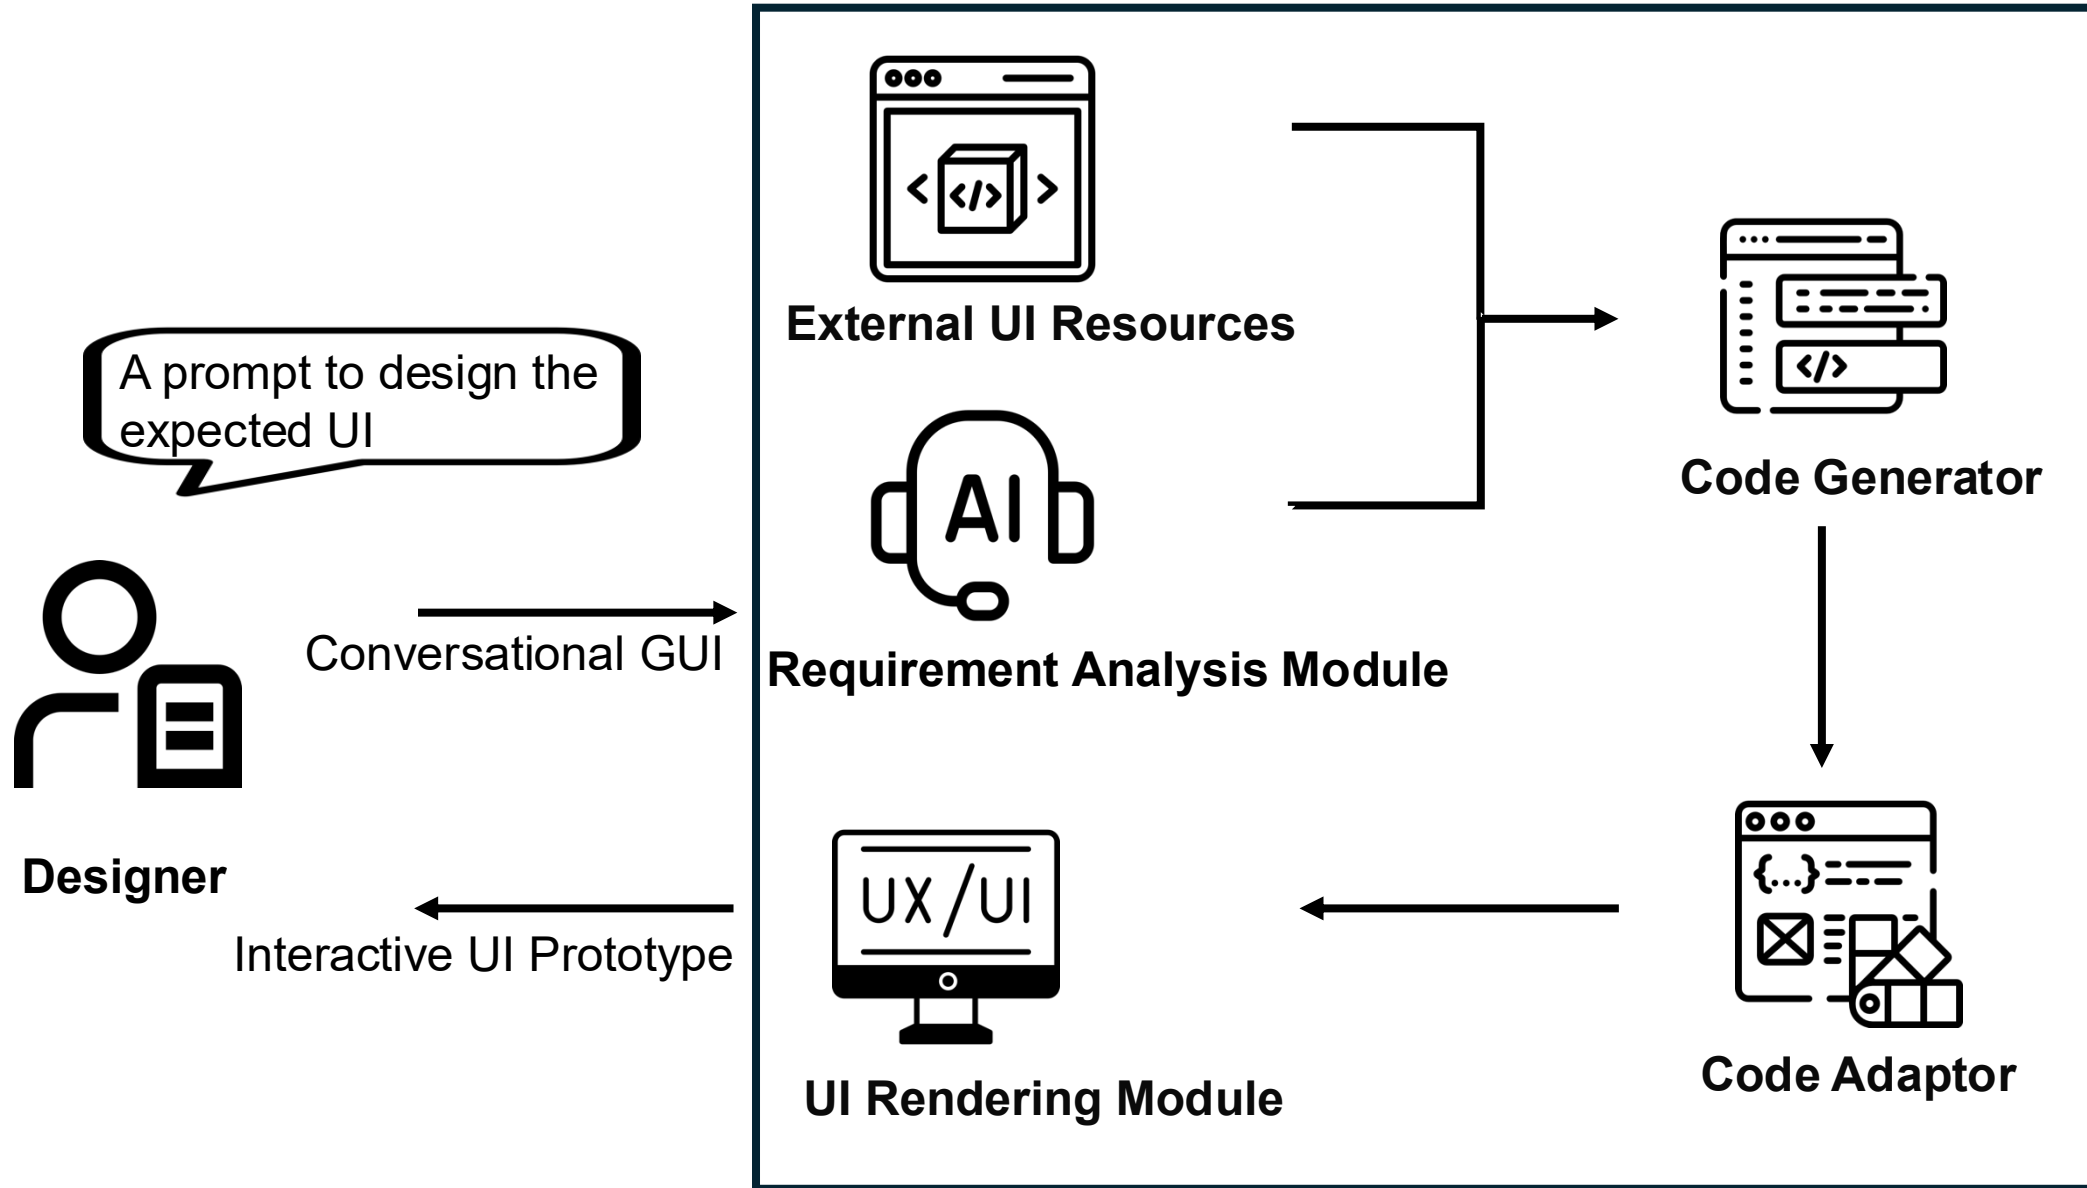 A prompt to design the
expected UI
Designer
Conversational GUI
Interactive UI Prototype
</>
External UI Resources
AI
Requirement Analysis Module
</>
Code Generator
{...}
Code Adaptor
UX/UI
UI Rendering Module